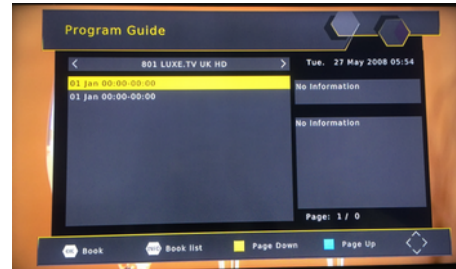 Program Guide
< 801 LUXE.TV UK HD >
Tue. 27 May 2008 05:54
01 Jan 00:00-00:00
01 Jan 00:00-00:00
No Information
No Information
Page: 1 / 0
Book
Book list
Page Down
Page Up